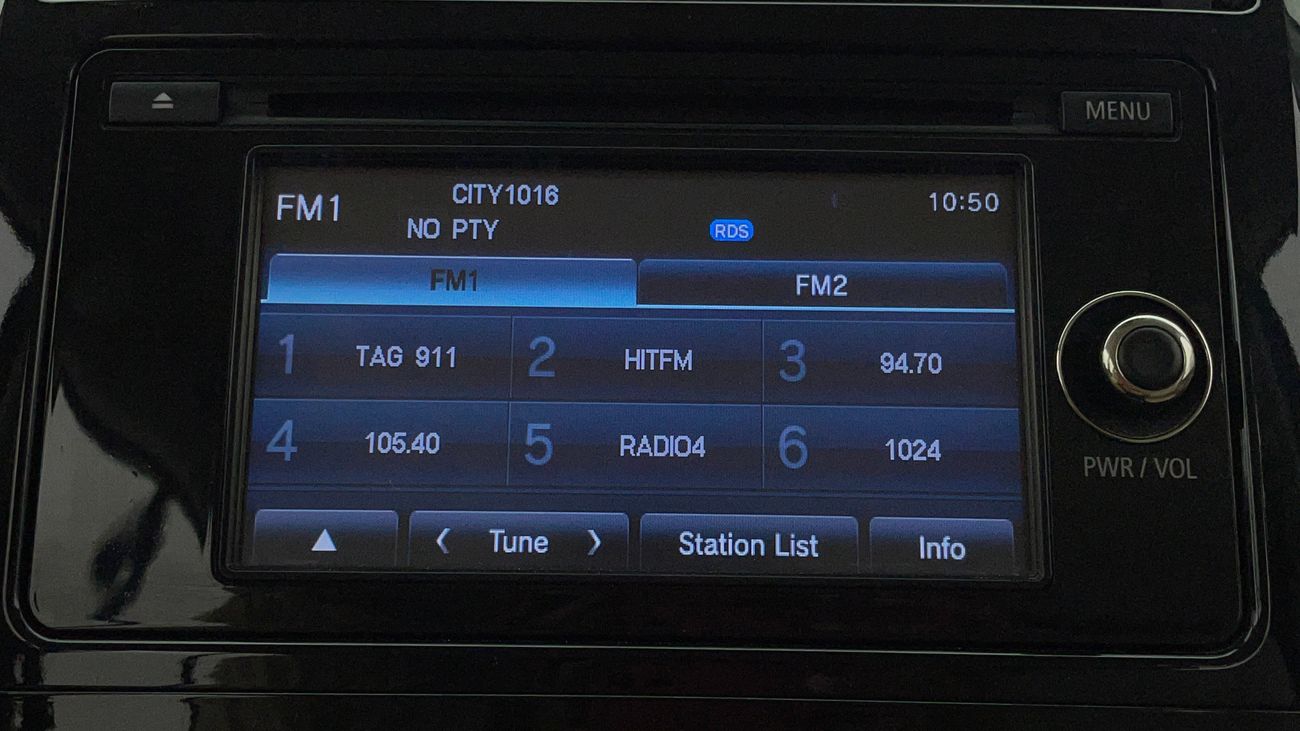 MENU
FM1 CITY1016 10:50
NO PTY RDS
FM1 FM2
1 TAG 911 2 HITFM 3 94.70
4 105.40 5 RADIO4 6 1024
Tune Station List Info
PWR / VOL